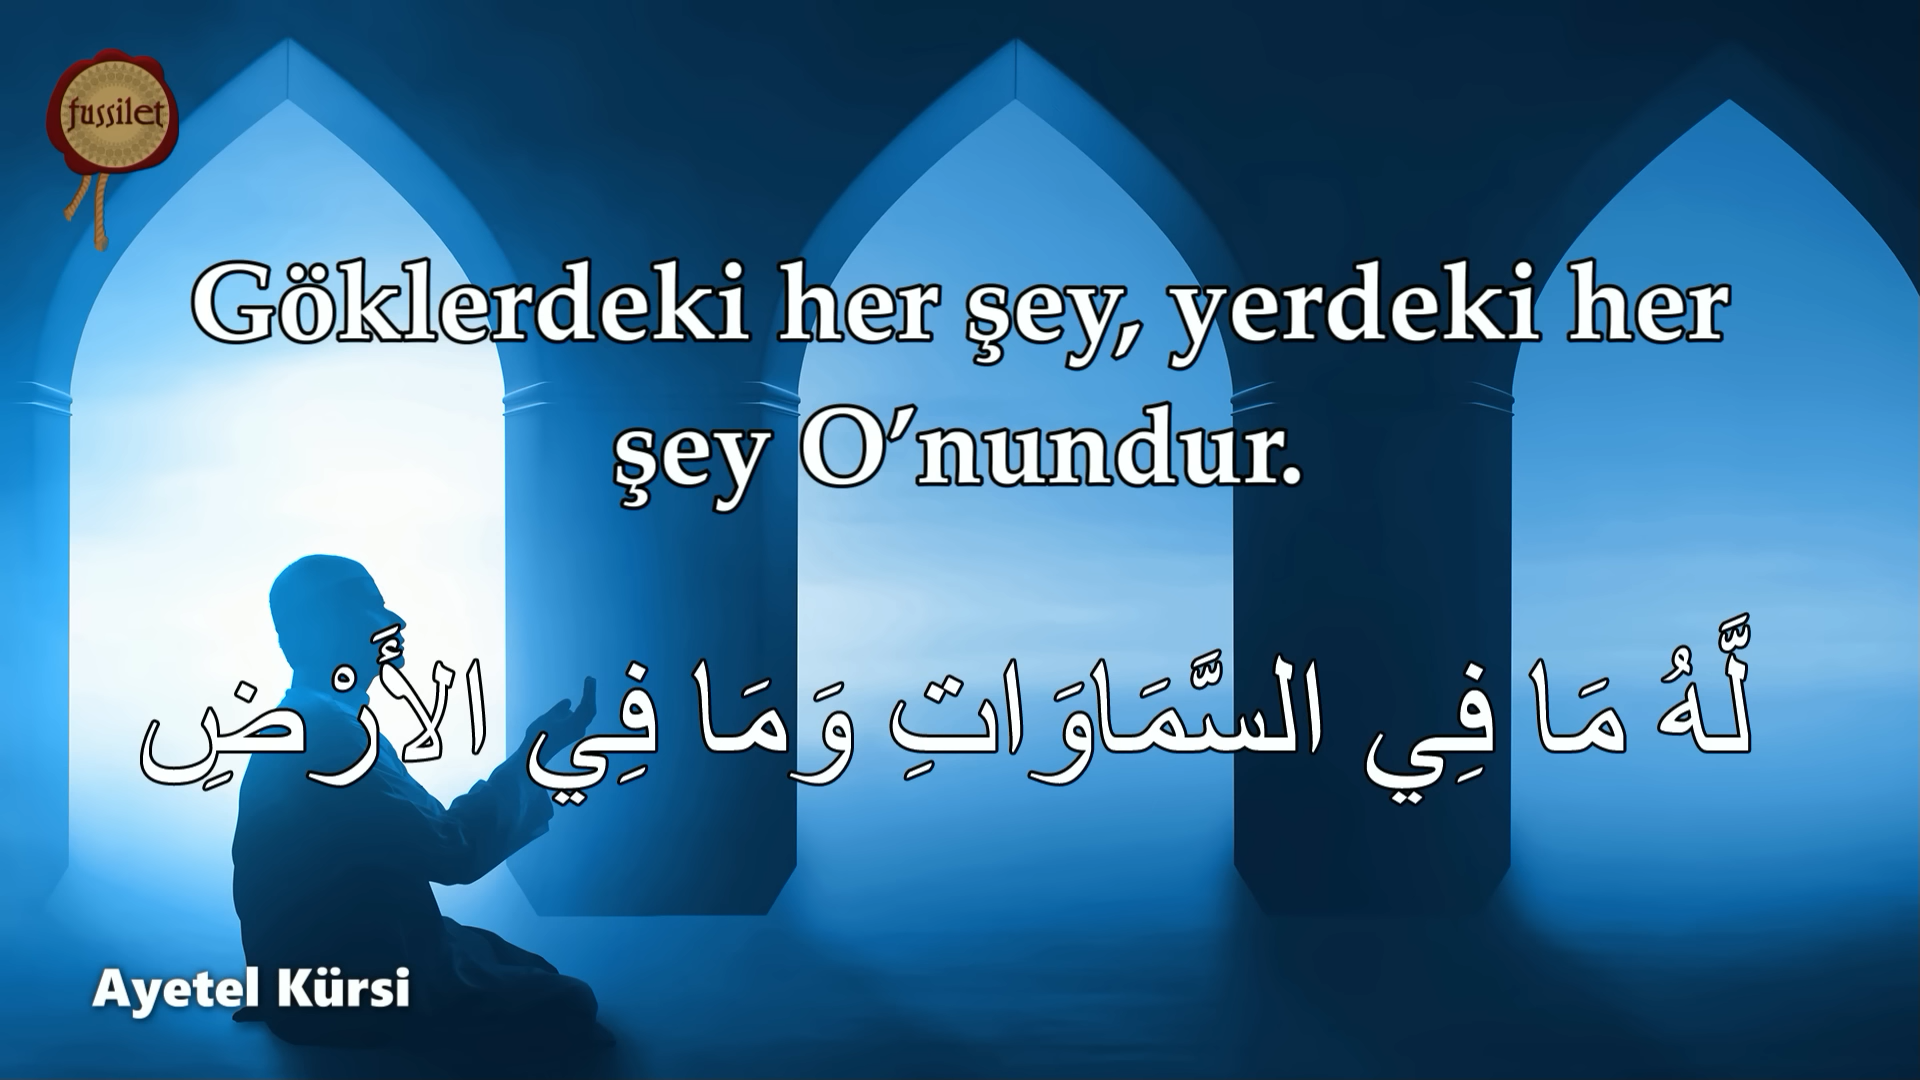 fussilet
Göklerdeki her şey, yerdeki her
şey O’nundur.
لَّهُ مَا فِي السَّمَاوَاتِ وَمَا فِي الأَرْضِ
Ayetel Kürsi